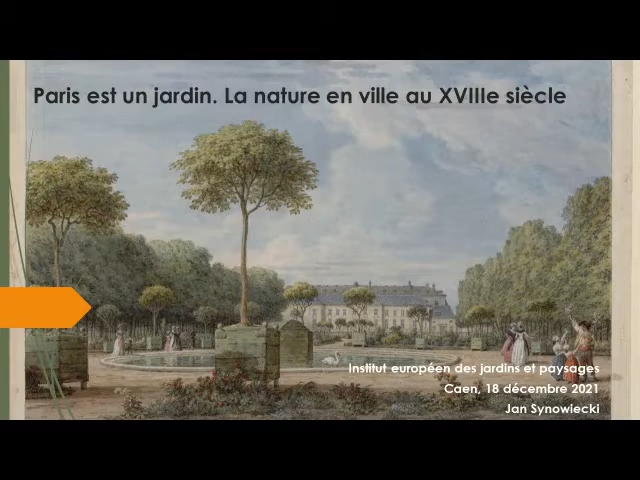 Paris est un jardin. La nature en ville au XVIIIe siècle
Institut européen des jardins et paysages
Caen, 18 décembre 2021
Jan Synowiecki